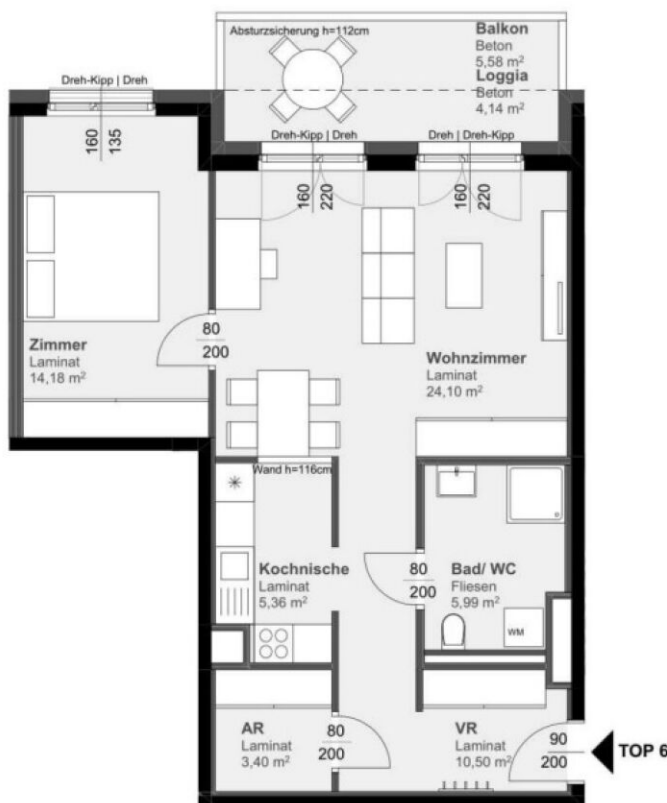 Absturzsicherung h=112cm
Balkon
Beton
5,58 m²
Loggia
Beton
4,14 m²
Dreh-Kipp | Dreh
160
135
Dreh-Kipp | Dreh
160
220
Dreh | Dreh-Kipp
160
220
Zimmer
Laminat
14,18 m²
80
200
Wohnzimmer
Laminat
24,10 m²
Wand h=116cm
Kochnische
Laminat
5,36 m²
80
200
Bad/ WC
Fliesen
5,99 m²
WM
AR
Laminat
3,40 m²
80
200
VR
Laminat
10,50 m²
90
200
TOP 6